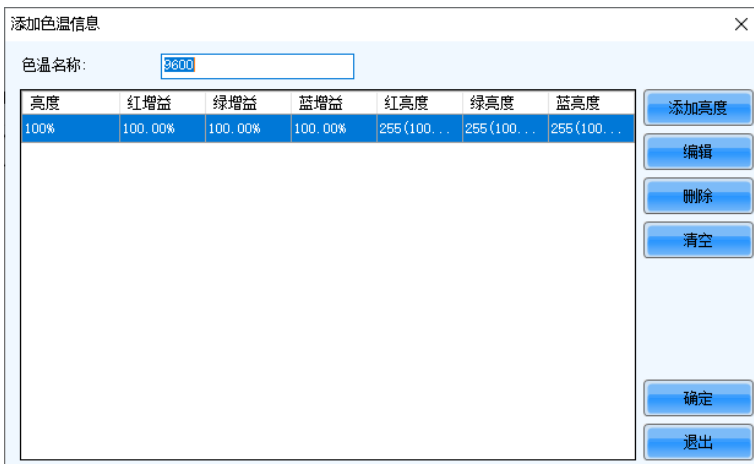 添加色温信息
色温名称: 9600
亮度 红增益 绿增益 蓝增益 红亮度 绿亮度 蓝亮度
100% 100.00% 100.00% 100.00% 255(100... 255(100... 255(100...
添加亮度
编辑
删除
清空
确定
退出